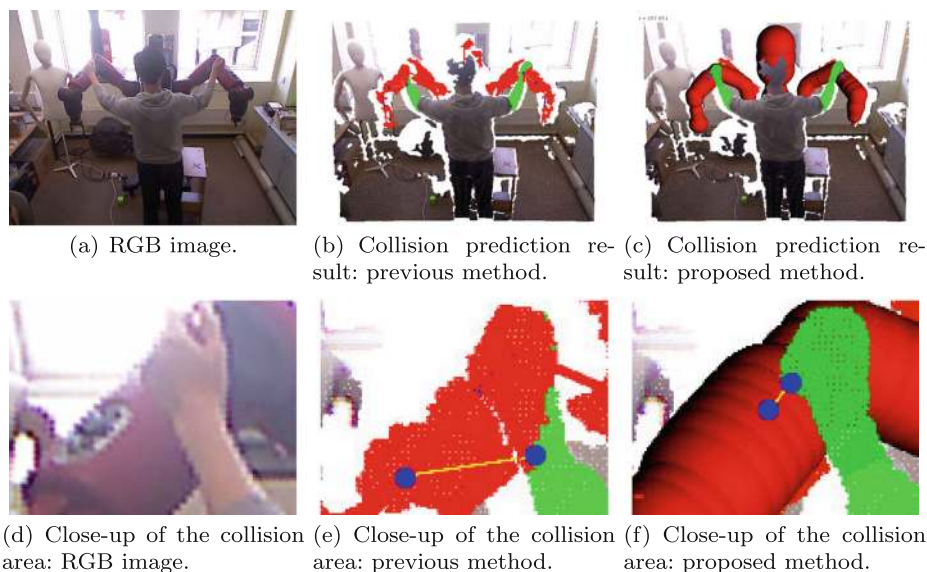 (a) RGB image.
(b) Collision prediction re-
sult: previous method.
(c) Collision prediction re-
sult: proposed method.
(d) Close-up of the collision
area: RGB image.
(e) Close-up of the collision
area: previous method.
(f) Close-up of the collision
area: proposed method.